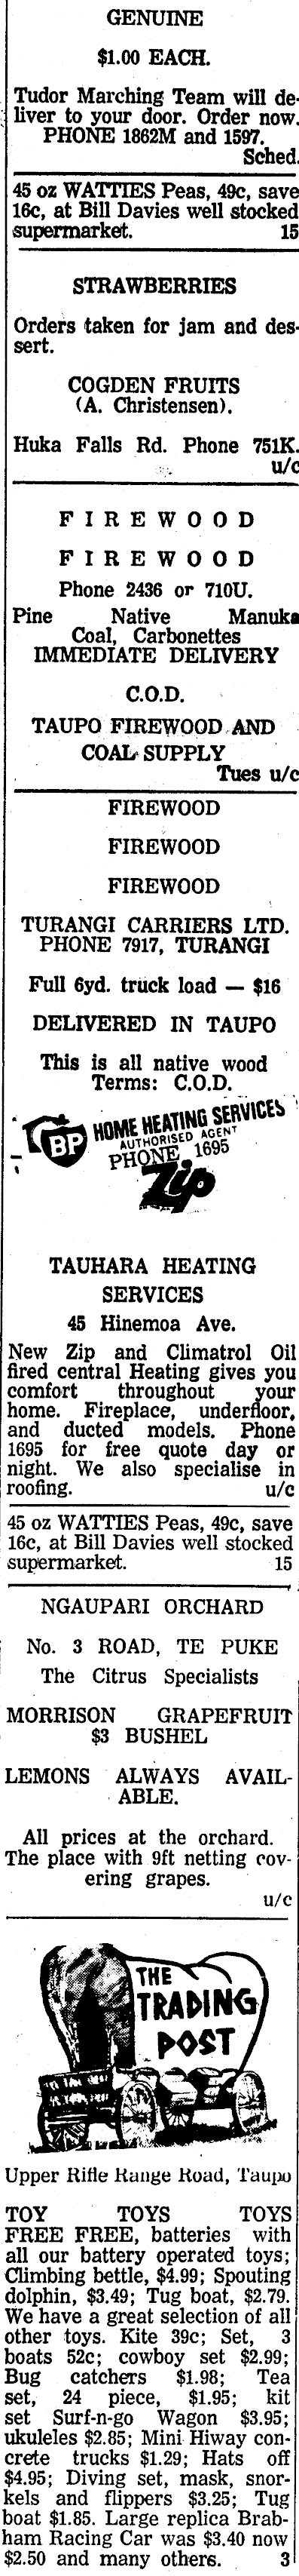 GENUINE
$1.00 EACH.
Tudor Marching Team will de-
liver to your door. Order now.
PHONE 1862M and 1597.
Sched.
45 oz WATTIES Peas, 49c, save
16c, at Bill Davies well stocked
supermarket. 15
STRAWBERRIES
Orders taken for jam and des-
sert.
COGDEN FRUITS
(A. Christensen).
Huka Falls Rd. Phone 751K.
u/c
F I R E W O O D
F I R E W O O D
Phone 2436 or 710U.
Pine Native Manuka
Coal, Carbonettes
IMMEDIATE DELIVERY
C.O.D.
TAUPO FIREWOOD AND
COAL SUPPLY
Tues u/c
FIREWOOD
FIREWOOD
FIREWOOD
TURANGI CARRIERS LTD.
PHONE 7917, TURANGI
Full 6yd. truck load — $16
DELIVERED IN TAUPO
This is all native wood
Terms: C.O.D.
BP HOME HEATING SERVICES
AUTHORISED AGENT
PHONE 1695
Zip
TAUHARA HEATING
SERVICES
45 Hinemoa Ave.
New Zip and Climatrol Oil
fired central Heating gives you
comfort throughout your
home. Fireplace, underfloor,
and ducted models. Phone
1695 for free quote day or
night. We also specialise in
roofing. u/c
45 oz WATTIES Peas, 49c, save
16c, at Bill Davies well stocked
supermarket. 15
NGAUPARI ORCHARD
No. 3 ROAD, TE PUKE
The Citrus Specialists
MORRISON GRAPEFRUIT
$3 BUSHEL
LEMONS ALWAYS AVAIL-
ABLE.
All prices at the orchard.
The place with 9ft netting cov-
ering grapes.
u/c
THE
TRADING
POST
Upper Rifle Range Road, Taupo
TOY TOYS TOYS
FREE FREE, batteries with
all our battery operated toys;
Climbing bettle, $4.99; Spouting
dolphin, $3.49; Tug boat, $2.79.
We have a great selection of all
other toys. Kite 39c; Set, 3
boats 52c; cowboy set $2.99;
Bug catchers $1.98; Tea
set, 24 piece, $1.95; kit
set Surf-n-go Wagon $3.95;
ukuleles $2.85; Mini Hiway con-
crete trucks $1.29; Hats off
$4.95; Diving set, mask, snor-
kels and flippers $3.25; Tug
boat $1.85. Large replica Brab-
ham Racing Car was $3.40 now
$2.50 and many others. 3